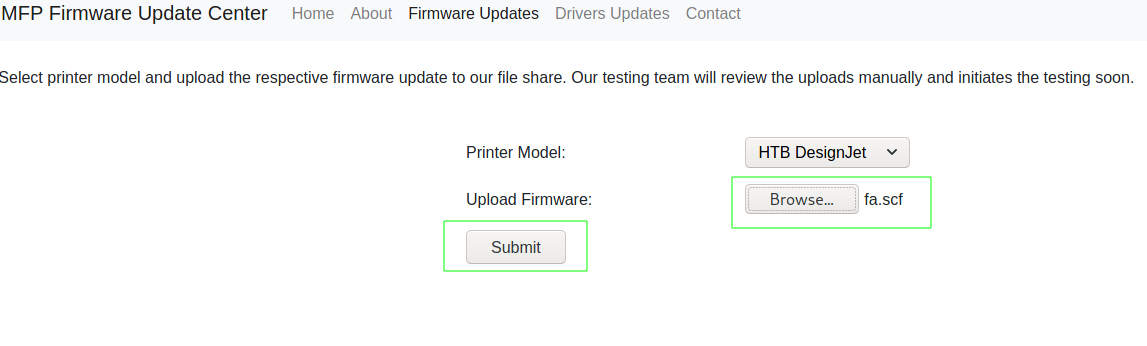 MFP Firmware Update Center Home About Firmware Updates Drivers Updates Contact
Select printer model and upload the respective firmware update to our file share. Our testing team will review the uploads manually and initiates the testing soon.
Printer Model: HTB DesignJet
Upload Firmware: Browse... fa.scf
Submit